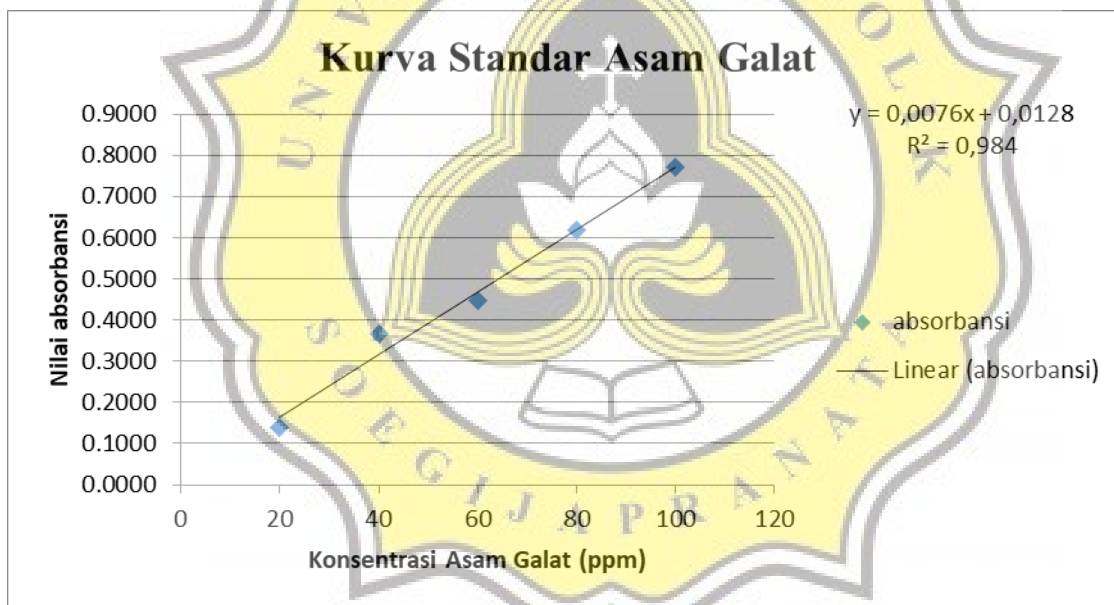 Kurva Standar Asam Galat
y = 0,0076x + 0,0128
R² = 0,984
Nilai absorbansi
0.9000
0.8000
0.7000
0.6000
0.5000
0.4000
0.3000
0.2000
0.1000
0.0000
0 20 40 60 80 100 120
Konsentrasi Asam Galat (ppm)
absorbansi
Linear (absorbansi)
SOEGIJAPRANATA